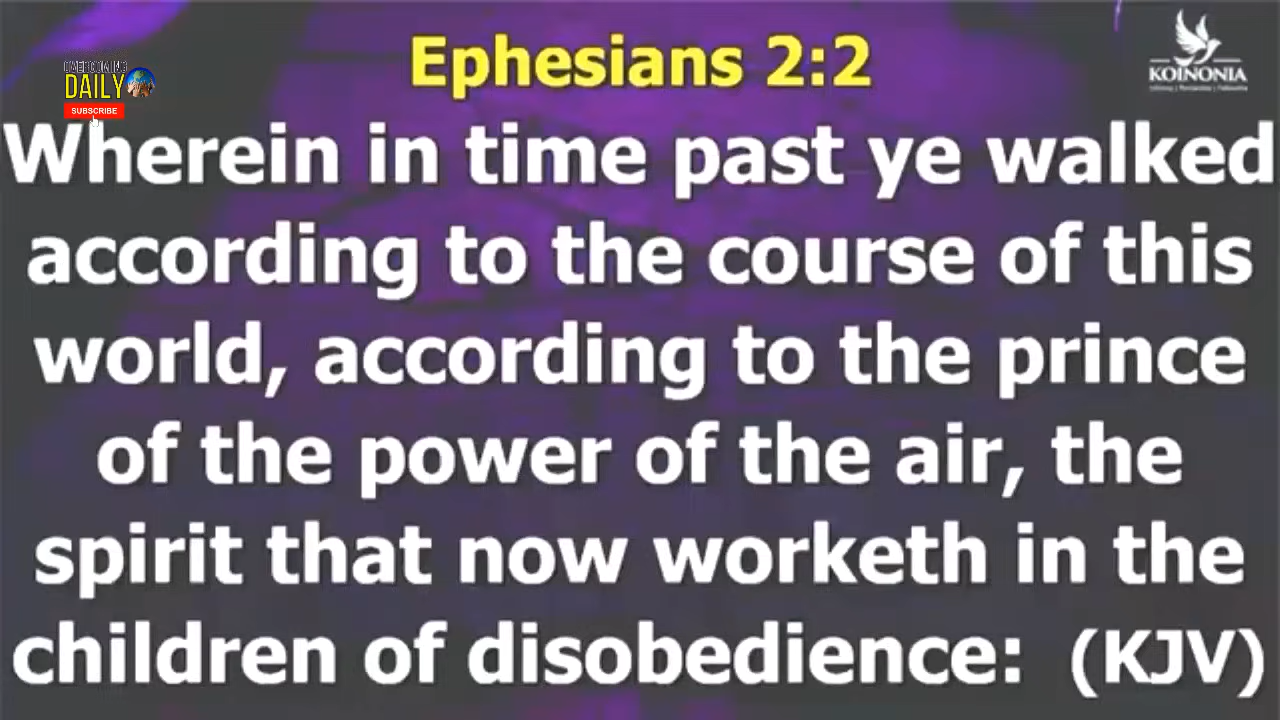 Ephesians 2:2
OVERCOMING
DAILY
SUBSCRIBE
KOINONIA
Wherein in time past ye walked
according to the course of this
world, according to the prince
of the power of the air, the
spirit that now worketh in the
children of disobedience: (KJV)